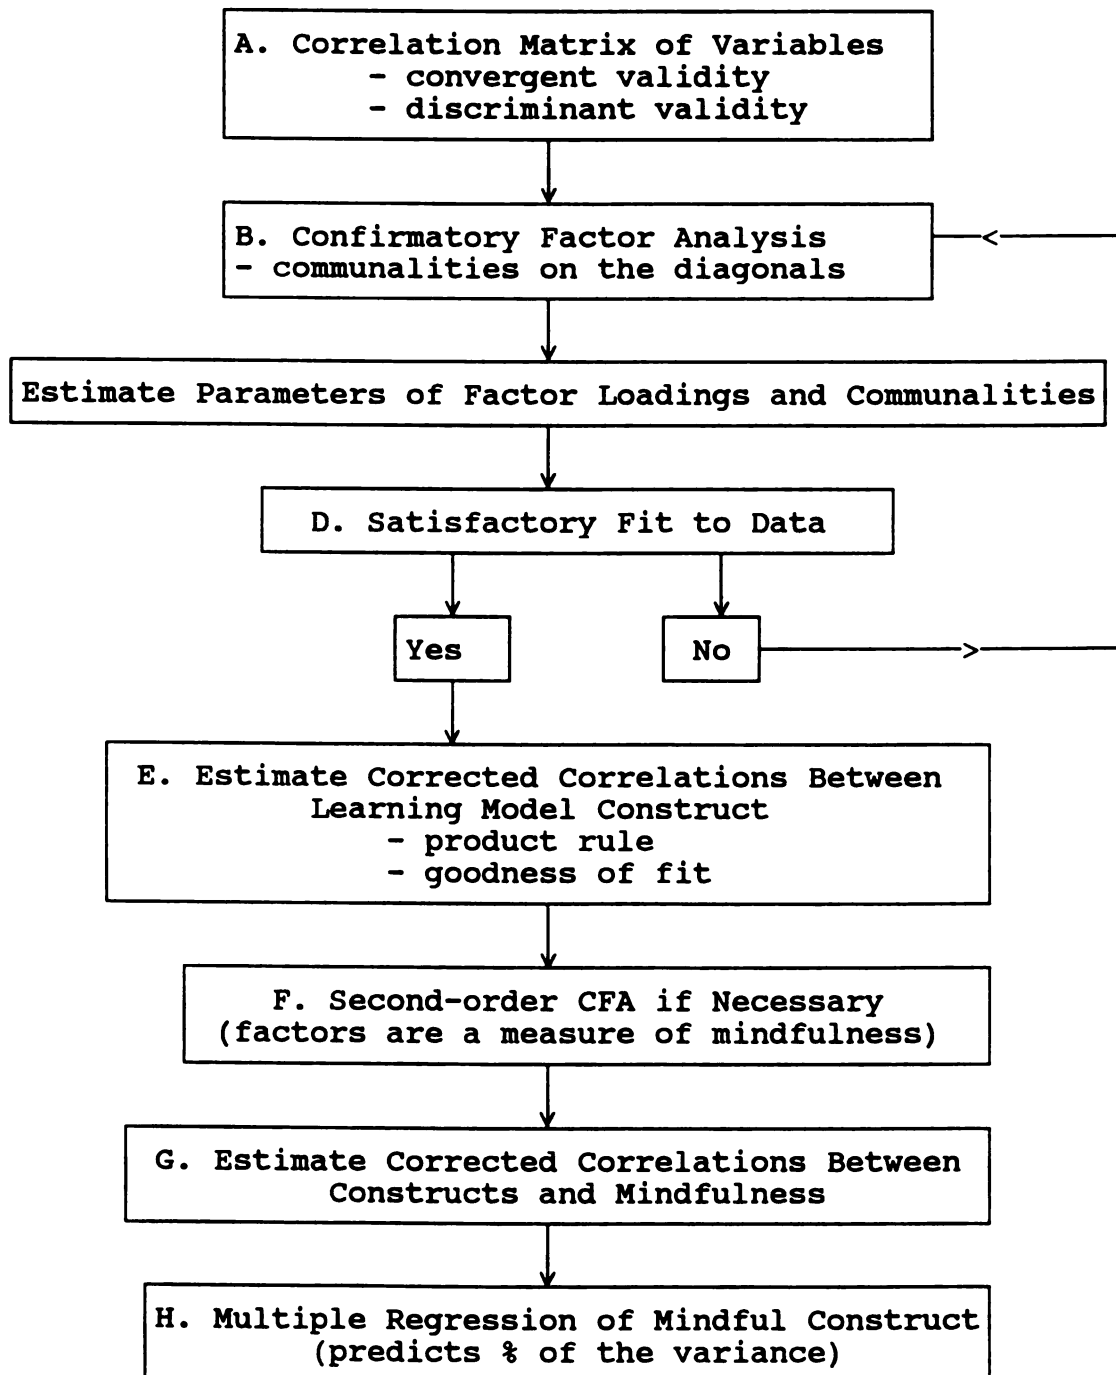 A. Correlation Matrix of Variables
- convergent validity
- discriminant validity
B. Confirmatory Factor Analysis
- communalities on the diagonals
<
Estimate Parameters of Factor Loadings and Communalities
D. Satisfactory Fit to Data
Yes
No
>
E. Estimate Corrected Correlations Between
Learning Model Construct
- product rule
- goodness of fit
F. Second-order CFA if Necessary
(factors are a measure of mindfulness)
G. Estimate Corrected Correlations Between
Constructs and Mindfulness
H. Multiple Regression of Mindful Construct
(predicts % of the variance)